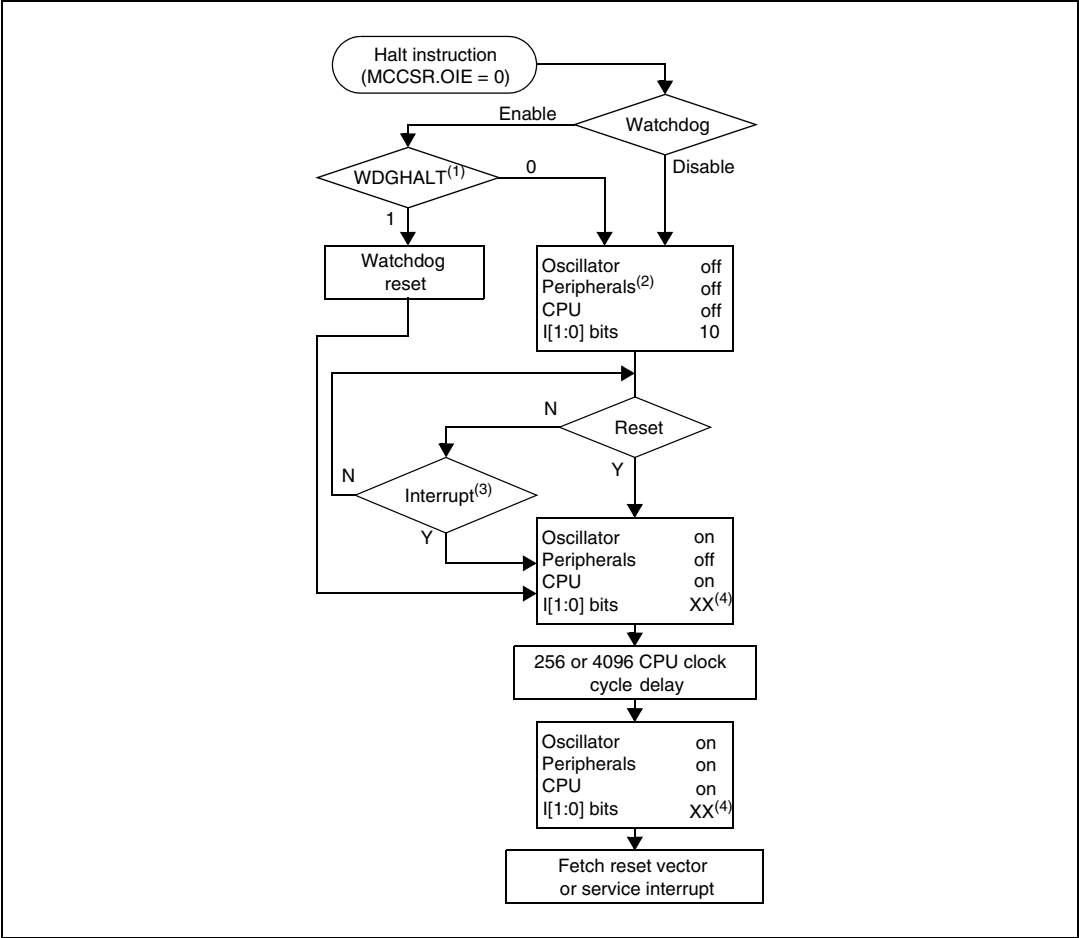 Halt instruction
(MCCSR.OIE = 0)
Watchdog
Enable
Disable
WDGHALT(1)
0
1
Watchdog
reset
Oscillator off
Peripherals(2) off
CPU off
I[1:0] bits 10
Reset
N
Y
Interrupt(3)
N
Y
Oscillator on
Peripherals off
CPU on
I[1:0] bits XX(4)
256 or 4096 CPU clock
cycle delay
Oscillator on
Peripherals on
CPU on
I[1:0] bits XX(4)
Fetch reset vector
or service interrupt